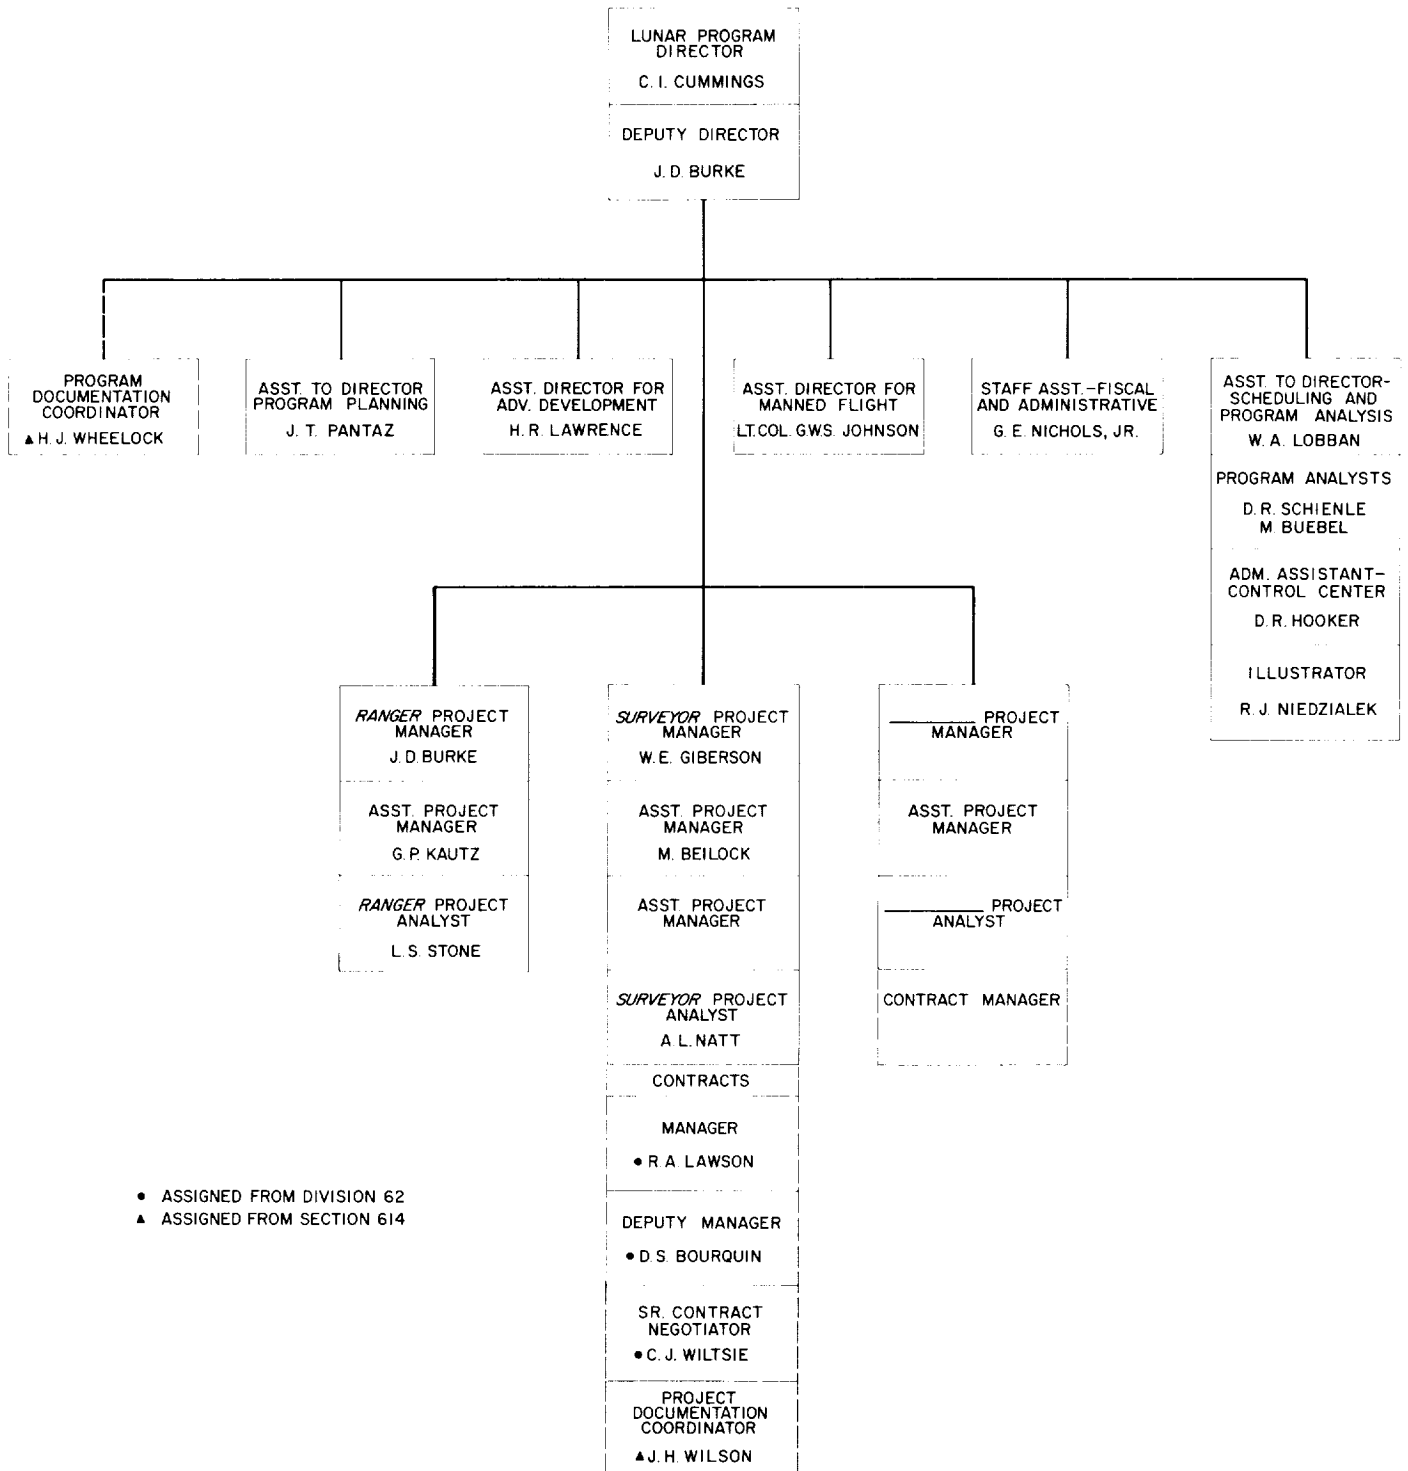 LUNAR PROGRAM
DIRECTOR
C. I. CUMMINGS
DEPUTY DIRECTOR
J. D. BURKE
PROGRAM
DOCUMENTATION
COORDINATOR
▲ H. J. WHEELOCK
ASST. TO DIRECTOR
PROGRAM PLANNING
J. T. PANTAZ
ASST. DIRECTOR FOR
ADV. DEVELOPMENT
H. R. LAWRENCE
ASST. DIRECTOR FOR
MANNED FLIGHT
LT. COL. G.W.S. JOHNSON
STAFF ASST.-FISCAL
AND ADMINISTRATIVE
G. E. NICHOLS, JR.
ASST. TO DIRECTOR-
SCHEDULING AND
PROGRAM ANALYSIS
W. A. LOBBAN
PROGRAM ANALYSTS
D. R. SCHIENLE
M. BUEBEL
ADM. ASSISTANT-
CONTROL CENTER
D. R. HOOKER
ILLUSTRATOR
R. J. NIEDZIALEK
RANGER PROJECT
MANAGER
J. D. BURKE
ASST. PROJECT
MANAGER
G. P. KAUTZ
RANGER PROJECT
ANALYST
L. S. STONE
SURVEYOR PROJECT
MANAGER
W. E. GIBERSON
ASST. PROJECT
MANAGER
M. BEILOCK
ASST. PROJECT
MANAGER
SURVEYOR PROJECT
ANALYST
A. L. NATT
CONTRACTS
MANAGER
• R. A. LAWSON
DEPUTY MANAGER
• D. S. BOURQUIN
SR. CONTRACT
NEGOTIATOR
• C. J. WILTSIE
PROJECT
DOCUMENTATION
COORDINATOR
▲ J. H. WILSON
________ PROJECT
MANAGER
ASST. PROJECT
MANAGER
________ PROJECT
ANALYST
CONTRACT MANAGER
• ASSIGNED FROM DIVISION 62
▲ ASSIGNED FROM SECTION 614